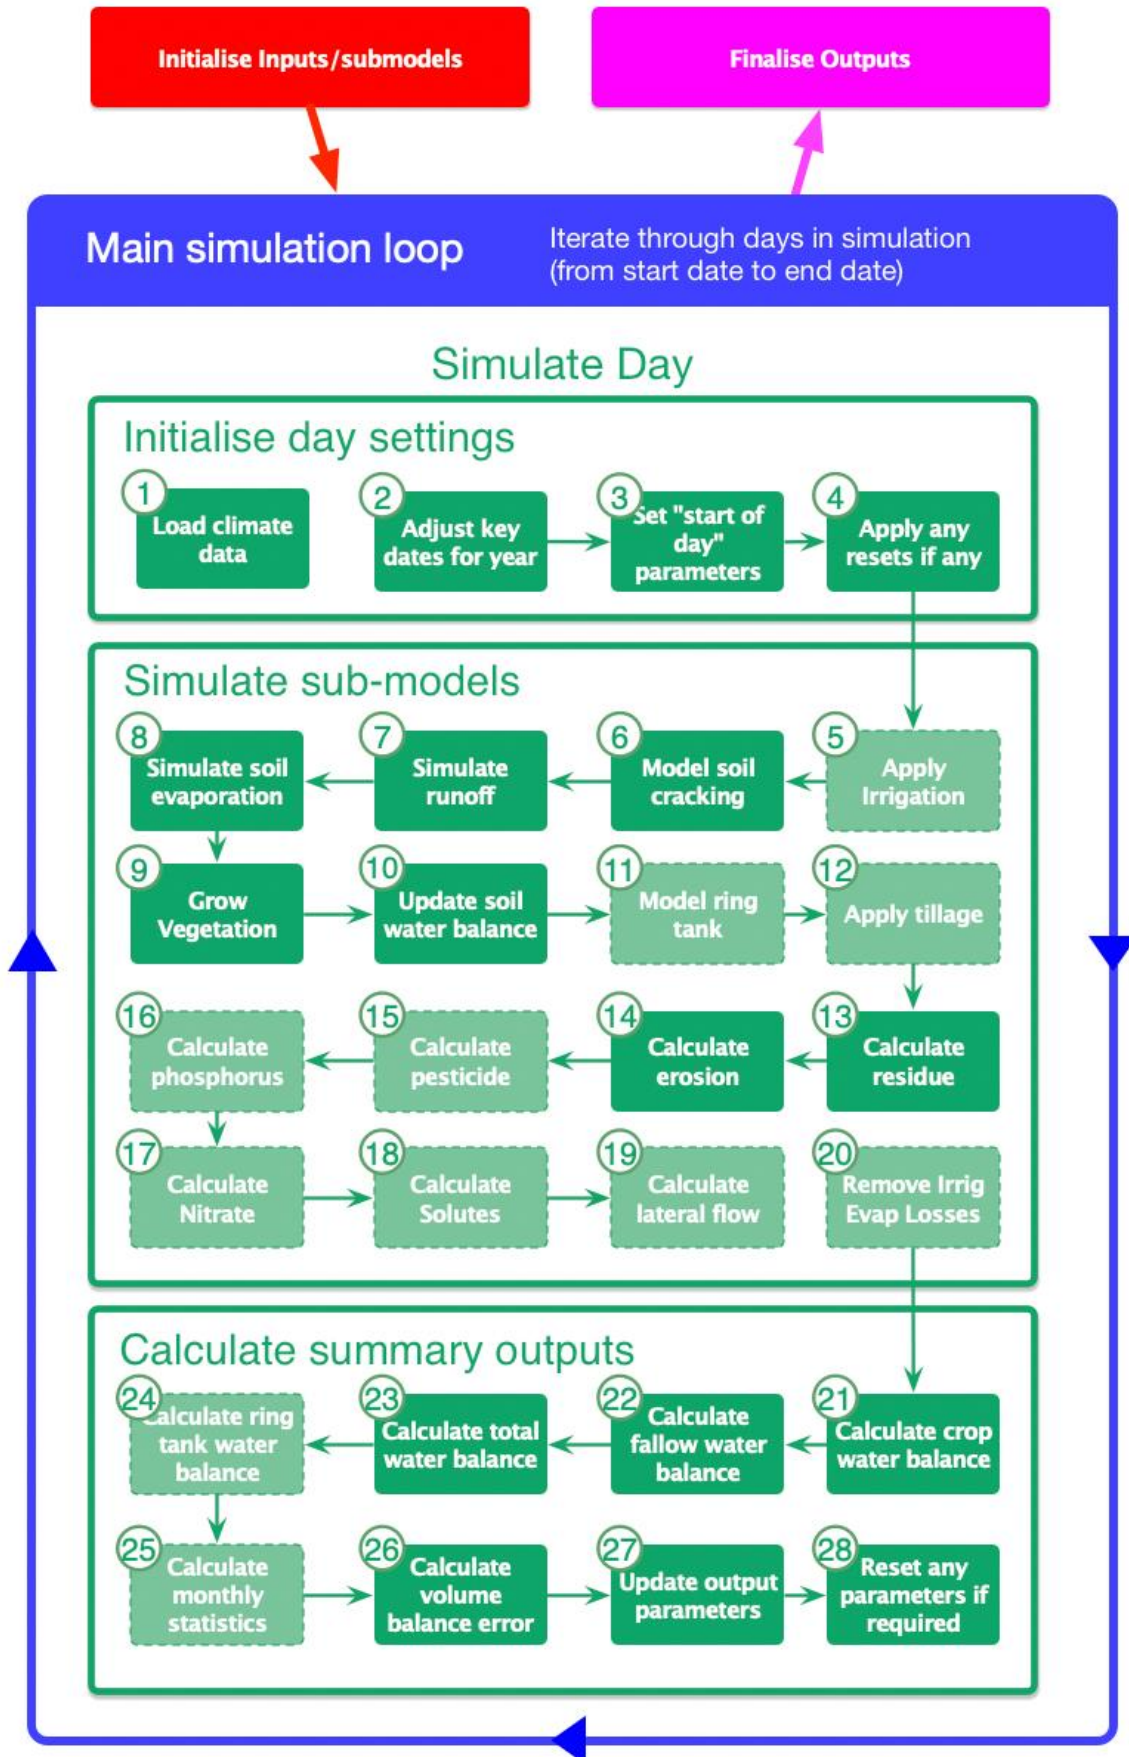 Initialise Inputs/submodels
Finalise Outputs
Main simulation loop
Iterate through days in simulation
(from start date to end date)
Simulate Day
Initialise day settings
1
Load climate
data
2
Adjust key
dates for year
3
Set "start of
day"
parameters
4
Apply any
resets if any
Simulate sub-models
5
Apply
Irrigation
6
Model soil
cracking
7
Simulate
runoff
8
Simulate soil
evaporation
9
Grow
Vegetation
10
Update soil
water balance
11
Model ring
tank
12
Apply tillage
13
Calculate
residue
14
Calculate
erosion
15
Calculate
pesticide
16
Calculate
phosphorus
17
Calculate
Nitrate
18
Calculate
Solutes
19
Calculate
lateral flow
20
Remove Irrig
Evap Losses
Calculate summary outputs
21
Calculate crop
water balance
22
Calculate
fallow water
balance
23
Calculate total
water balance
24
Calculate ring
tank water
balance
25
Calculate
monthly
statistics
26
Calculate
volume
balance error
27
Update output
parameters
28
Reset any
parameters if
required